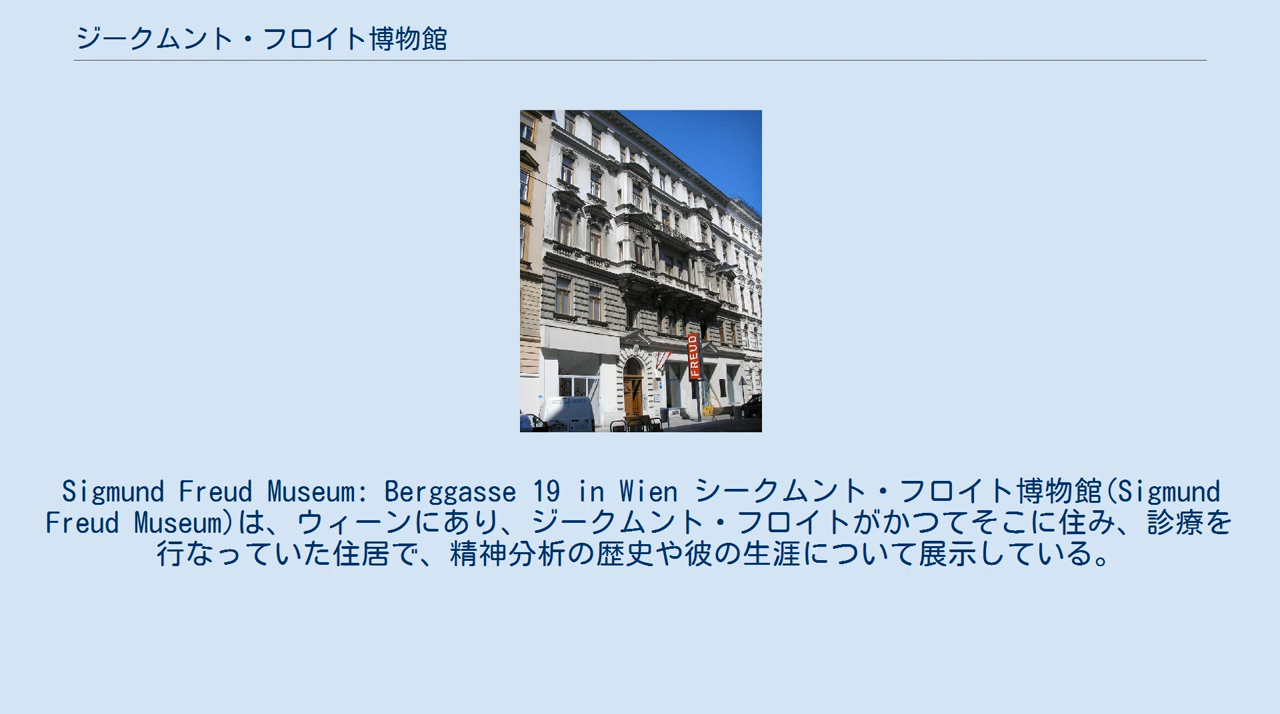 ジークムント・フロイト博物館
FREUD
Sigmund Freud Museum: Berggasse 19 in Wien シークムント・フロイト博物館(Sigmund
Freud Museum)は、ウィーンにあり、ジークムント・フロイトがかつてそこに住み、診療を
行なっていた住居で、精神分析の歴史や彼の生涯について展示している。